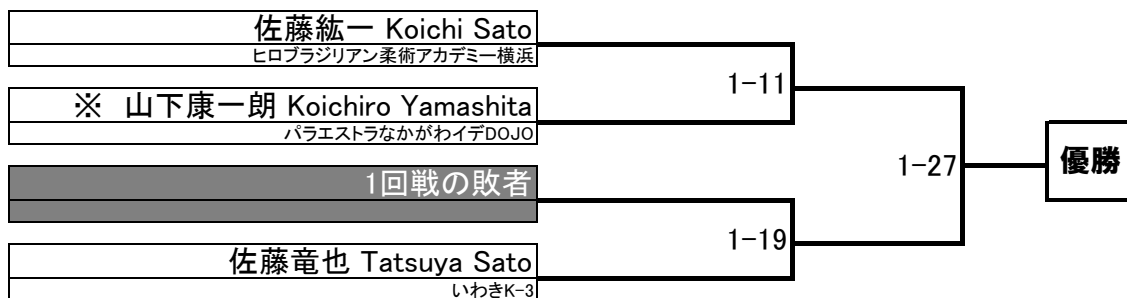 佐藤紘一 Koichi Sato
ヒロブラジリアン柔術アカデミー横浜
1-11
※ 山下康一朗 Koichiro Yamashita
パラエストラなかがわイデDOJO
1-27
優勝
1回戦の敗者
1-19
佐藤竜也 Tatsuya Sato
いわきK-3